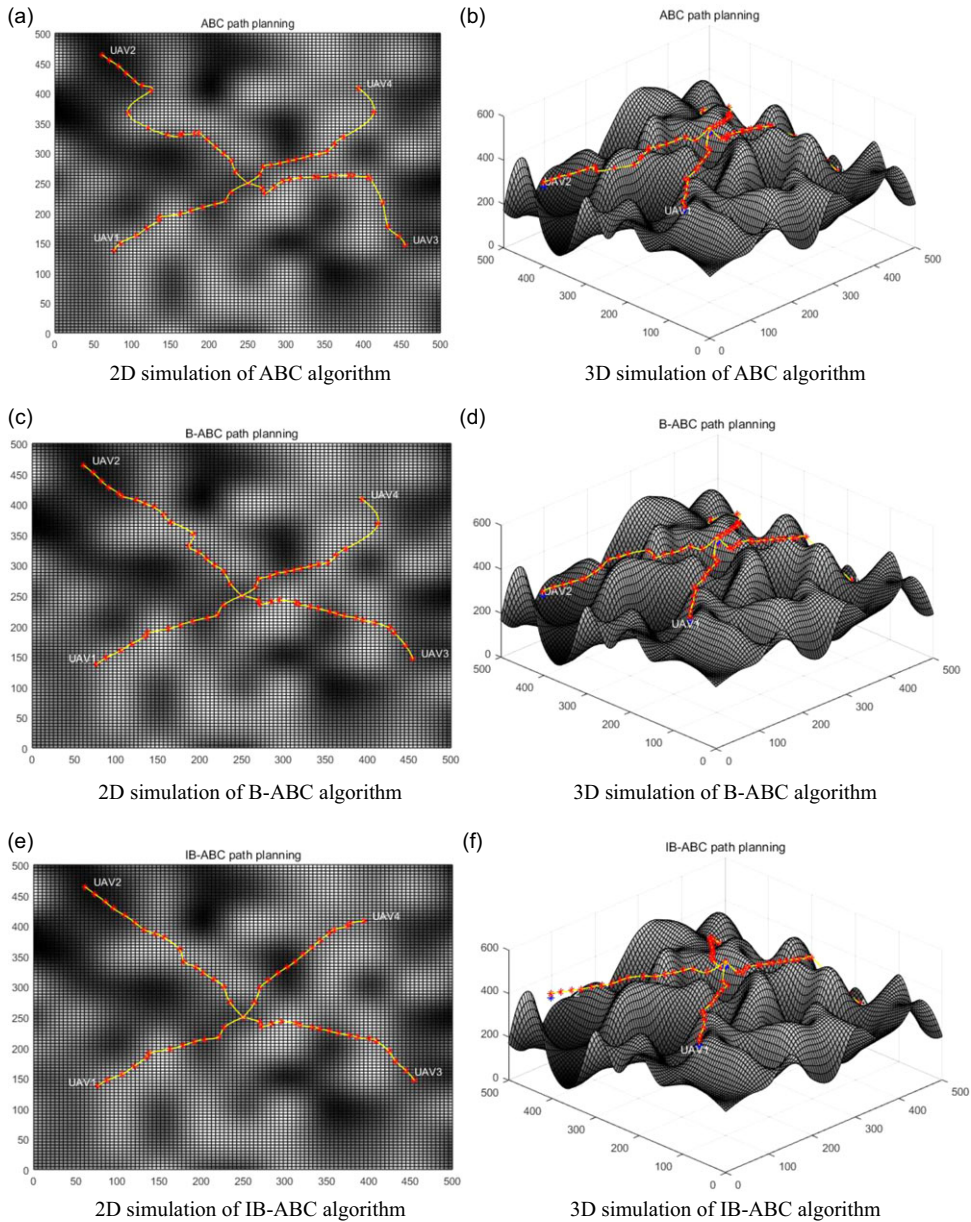 (a)
ABC path planning
500
450
400
350
300
250
200
150
100
50
0
UAV2
UAV4
UAV1
UAV3
0 50 100 150 200 250 300 350 400 450 500
2D simulation of ABC algorithm
(b)
ABC path planning
600
400
200
0
UAV2
UAV1
500
400
300
200
100
0
0
100
200
300
400
500
3D simulation of ABC algorithm
(c)
B-ABC path planning
500
450
400
350
300
250
200
150
100
50
0
UAV2
UAV4
UAV1
UAV3
0 50 100 150 200 250 300 350 400 450 500
2D simulation of B-ABC algorithm
(d)
B-ABC path planning
600
400
200
0
UAV2
UAV1
500
400
300
200
100
0
0
100
200
300
400
500
3D simulation of B-ABC algorithm
(e)
IB-ABC path planning
500
450
400
350
300
250
200
150
100
50
0
UAV2
UAV4
UAV1
UAV3
0 50 100 150 200 250 300 350 400 450 500
2D simulation of IB-ABC algorithm
(f)
IB-ABC path planning
600
400
200
0
UAV1
500
400
300
200
100
0
0
100
200
300
400
500
3D simulation of IB-ABC algorithm